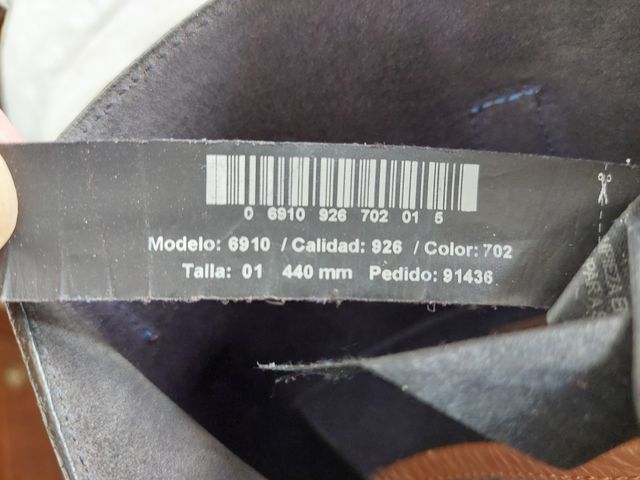 0 6910 926 702 01 5
Modelo: 6910 / Calidad: 926 / Color: 702
Talla: 01 440 mm Pedido: 91436